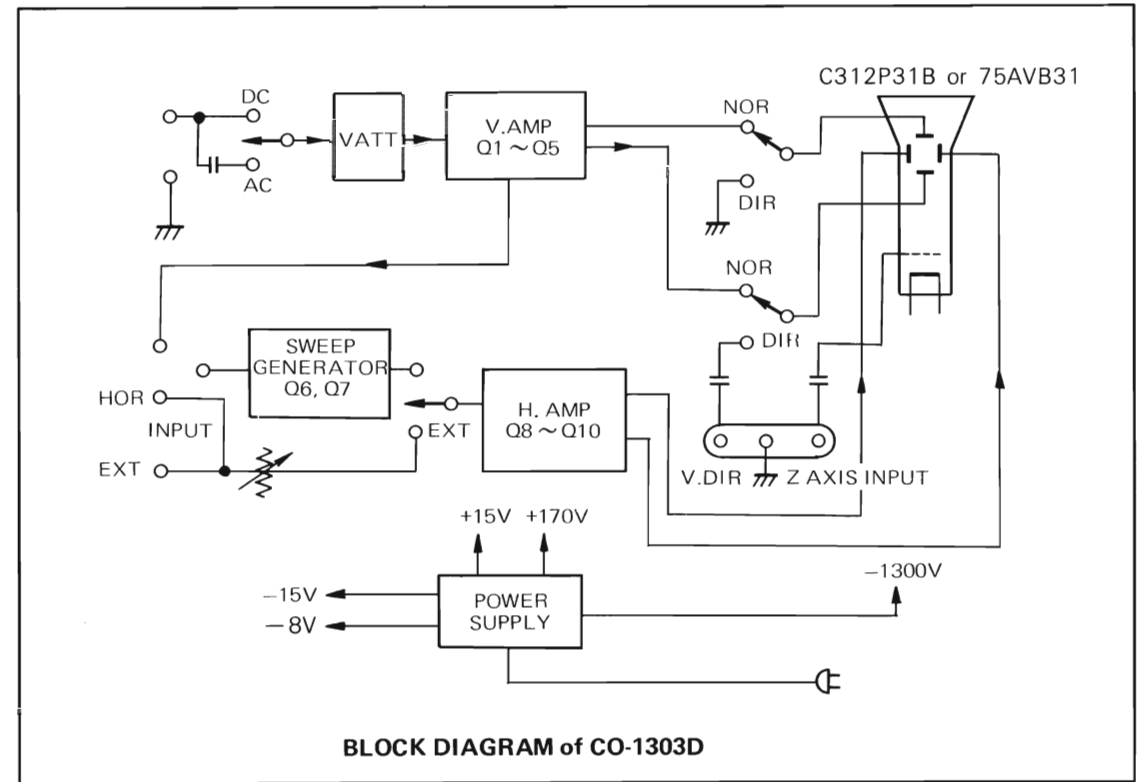 C312P31B or 75AVB31
DC
AC
VATT
V.AMP
Q1 ~ Q5
NOR
DIR
NOR
DIR
SWEEP
GENERATOR
Q6, Q7
HOR
INPUT
EXT
EXT
H. AMP
Q8 ~ Q10
V.DIR
Z AXIS INPUT
+15V +170V
-15V
-8V
POWER
SUPPLY
-1300V
BLOCK DIAGRAM of CO-1303D